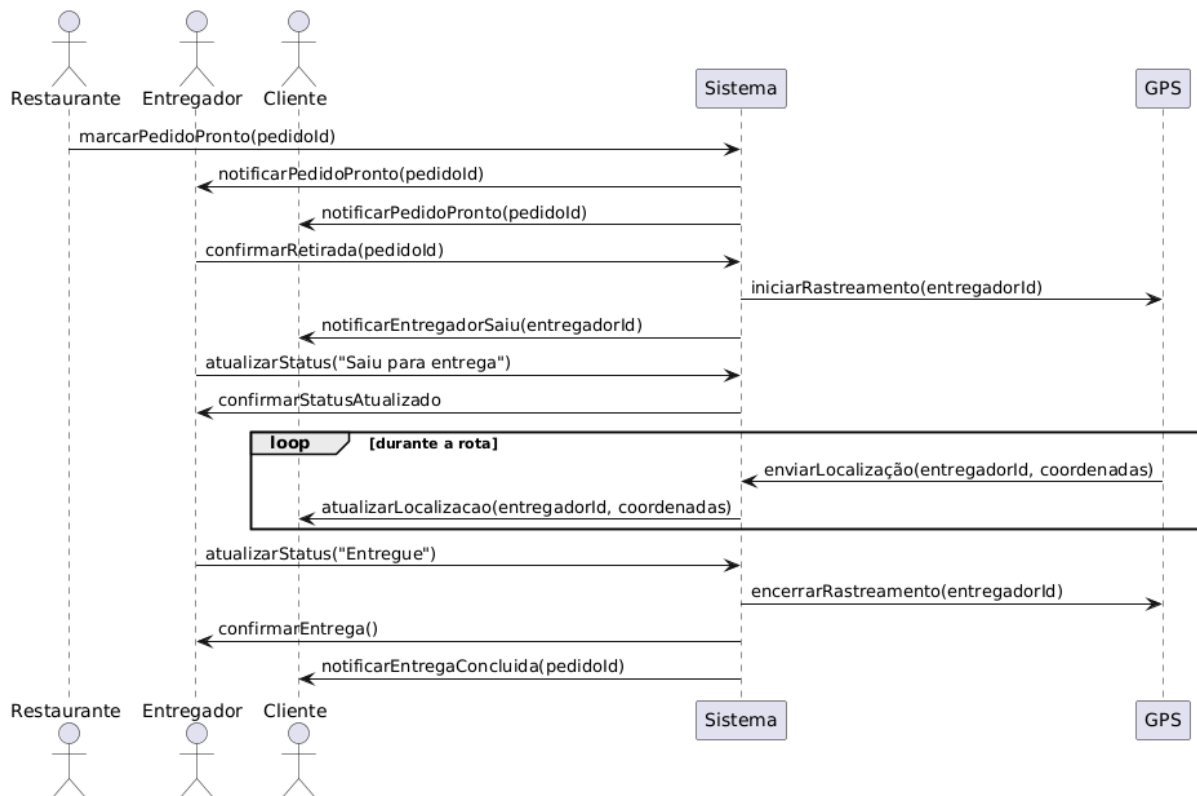 Restaurante Entregador Cliente Sistema GPS
marcarPedidoPronto(pedidoId)
notificarPedidoPronto(pedidoId)
notificarPedidoPronto(pedidoId)
confirmarRetirada(pedidoId)
iniciarRastreamento(entregadorId)
notificarEntregadorSaiu(entregadorId)
atualizarStatus("Saiu para entrega")
confirmarStatusAtualizado
loop [durante a rota]
enviarLocalização(entregadorId, coordenadas)
atualizarLocalizacao(entregadorId, coordenadas)
atualizarStatus("Entregue")
encerrarRastreamento(entregadorId)
confirmarEntrega()
notificarEntregaConcluida(pedidoId)
Restaurante Entregador Cliente Sistema GPS